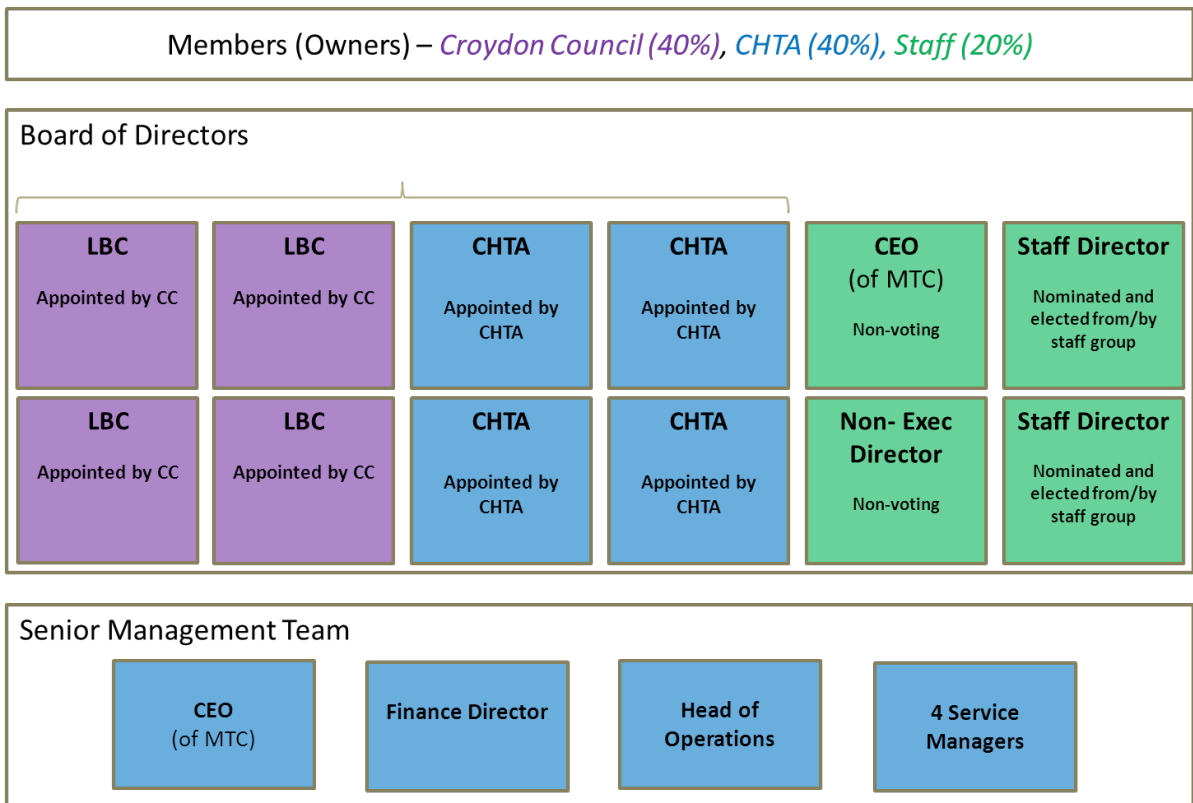 Members (Owners) – Croydon Council (40%), CHTA (40%), Staff (20%)
Board of Directors
LBC
Appointed by CC
LBC
Appointed by CC
CHTA
Appointed by
CHTA
CHTA
Appointed by
CHTA
CEO
(of MTC)
Non-voting
Staff Director
Nominated and
elected from/by
staff group
LBC
Appointed by CC
LBC
Appointed by CC
CHTA
Appointed by
CHTA
CHTA
Appointed by
CHTA
Non- Exec
Director
Non-voting
Staff Director
Nominated and
elected from/by
staff group
Senior Management Team
CEO
(of MTC)
Finance Director
Head of
Operations
4 Service
Managers